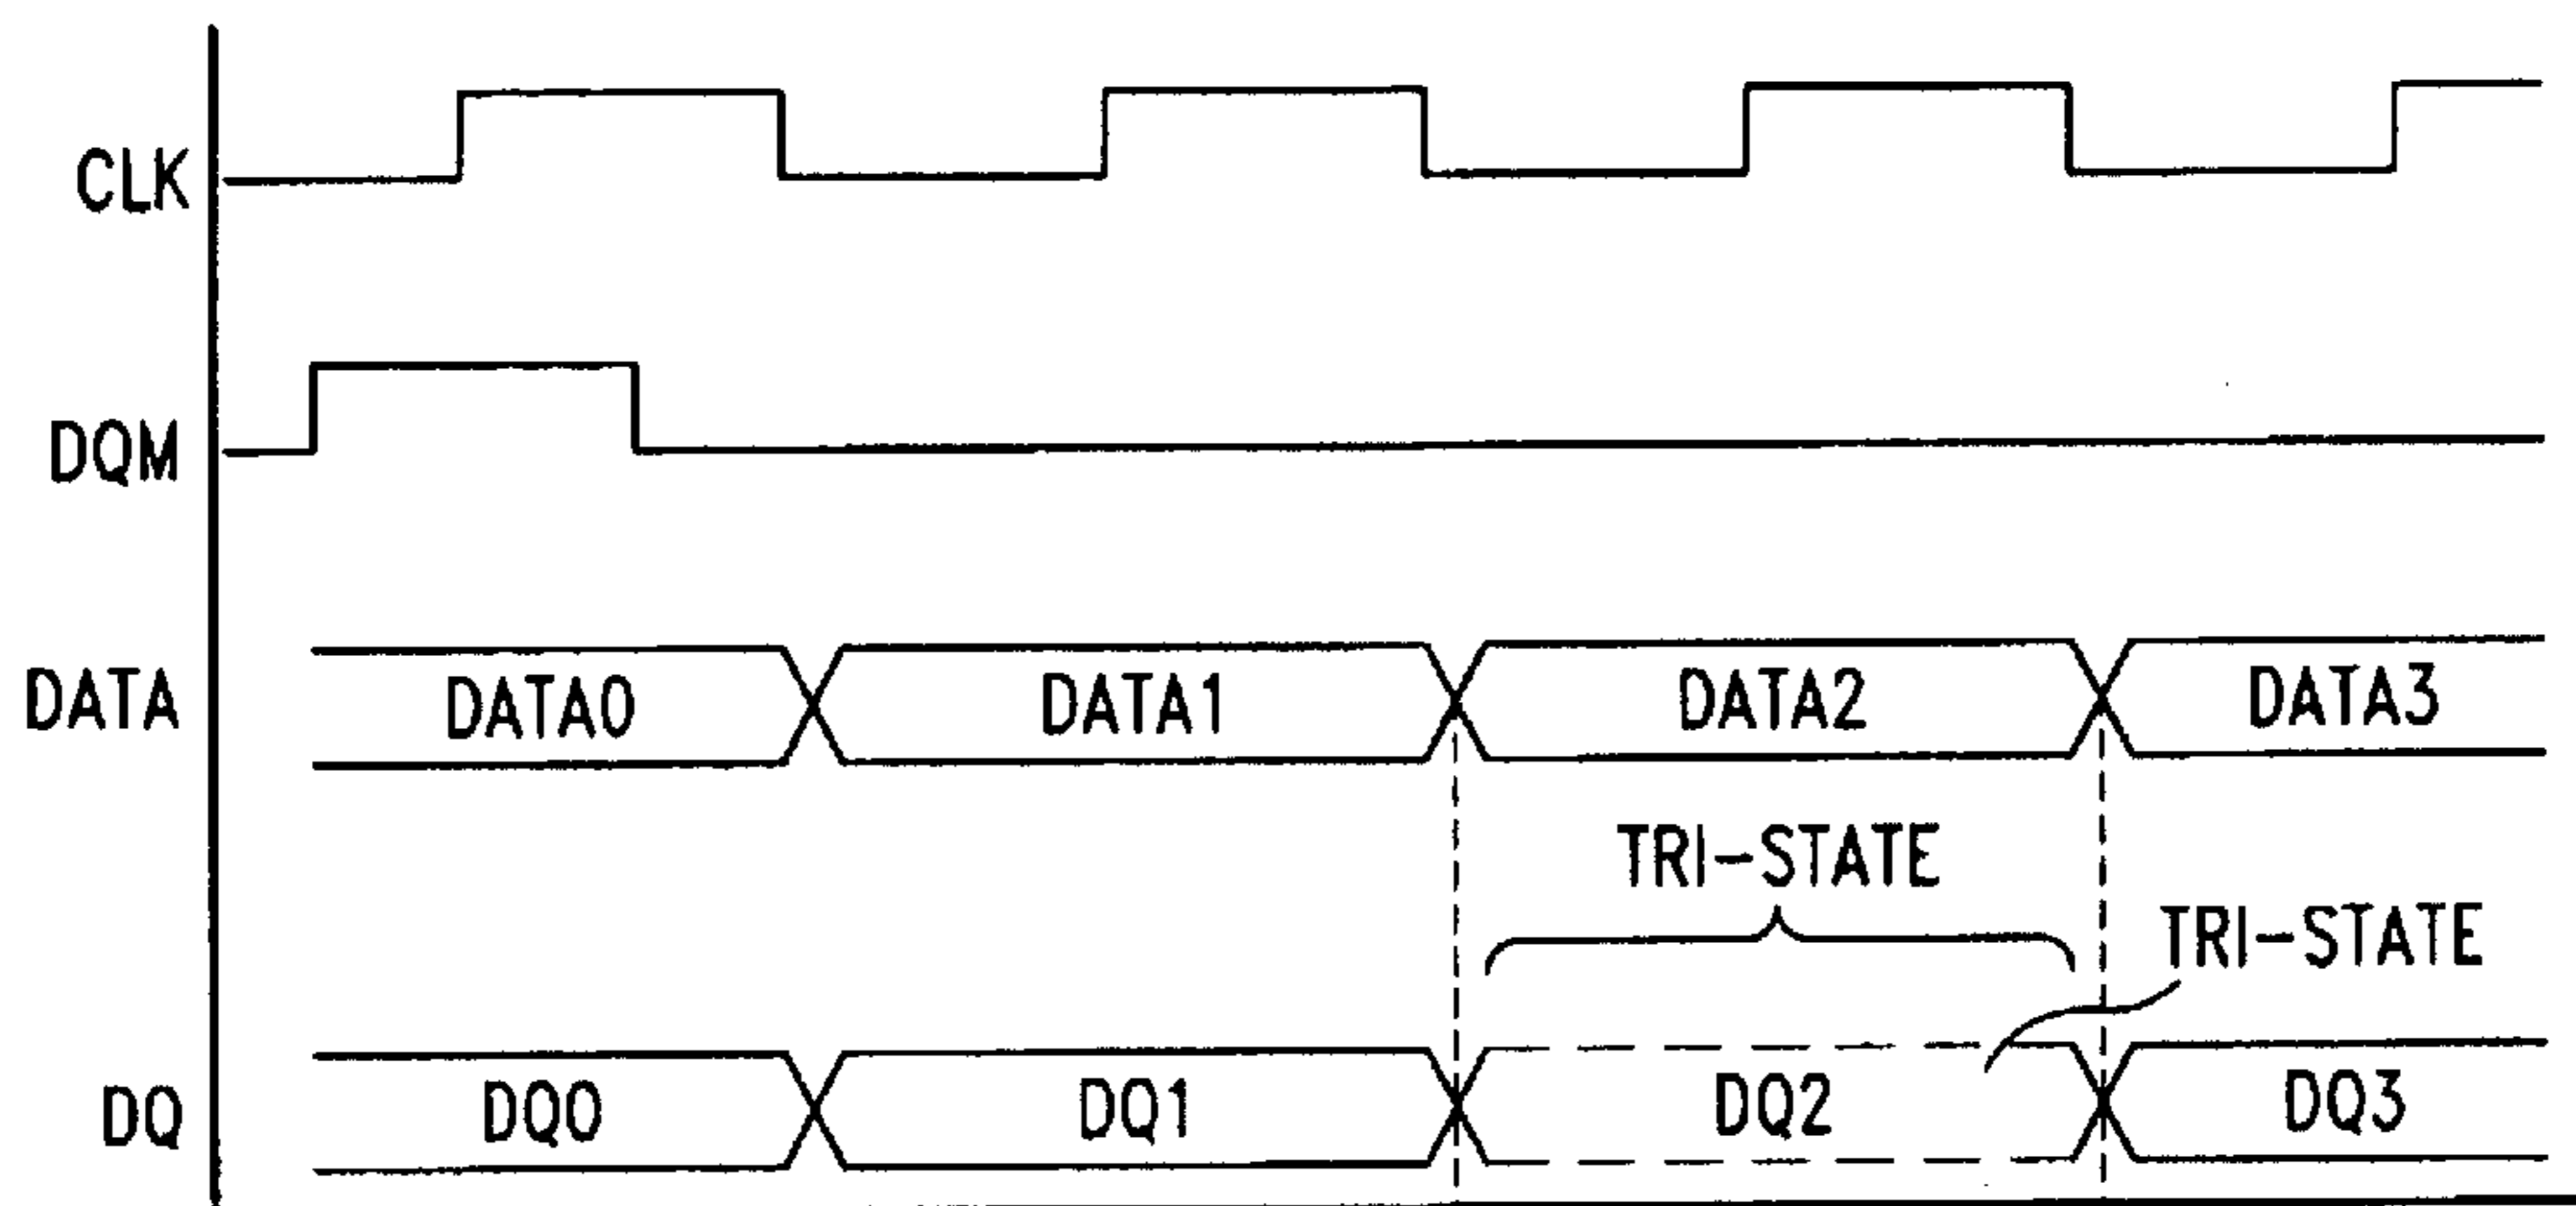 CLK
DQM
DATA DATA0 DATA1 DATA2 DATA3
TRI-STATE
TRI-STATE
DQ DQ0 DQ1 DQ2 DQ3